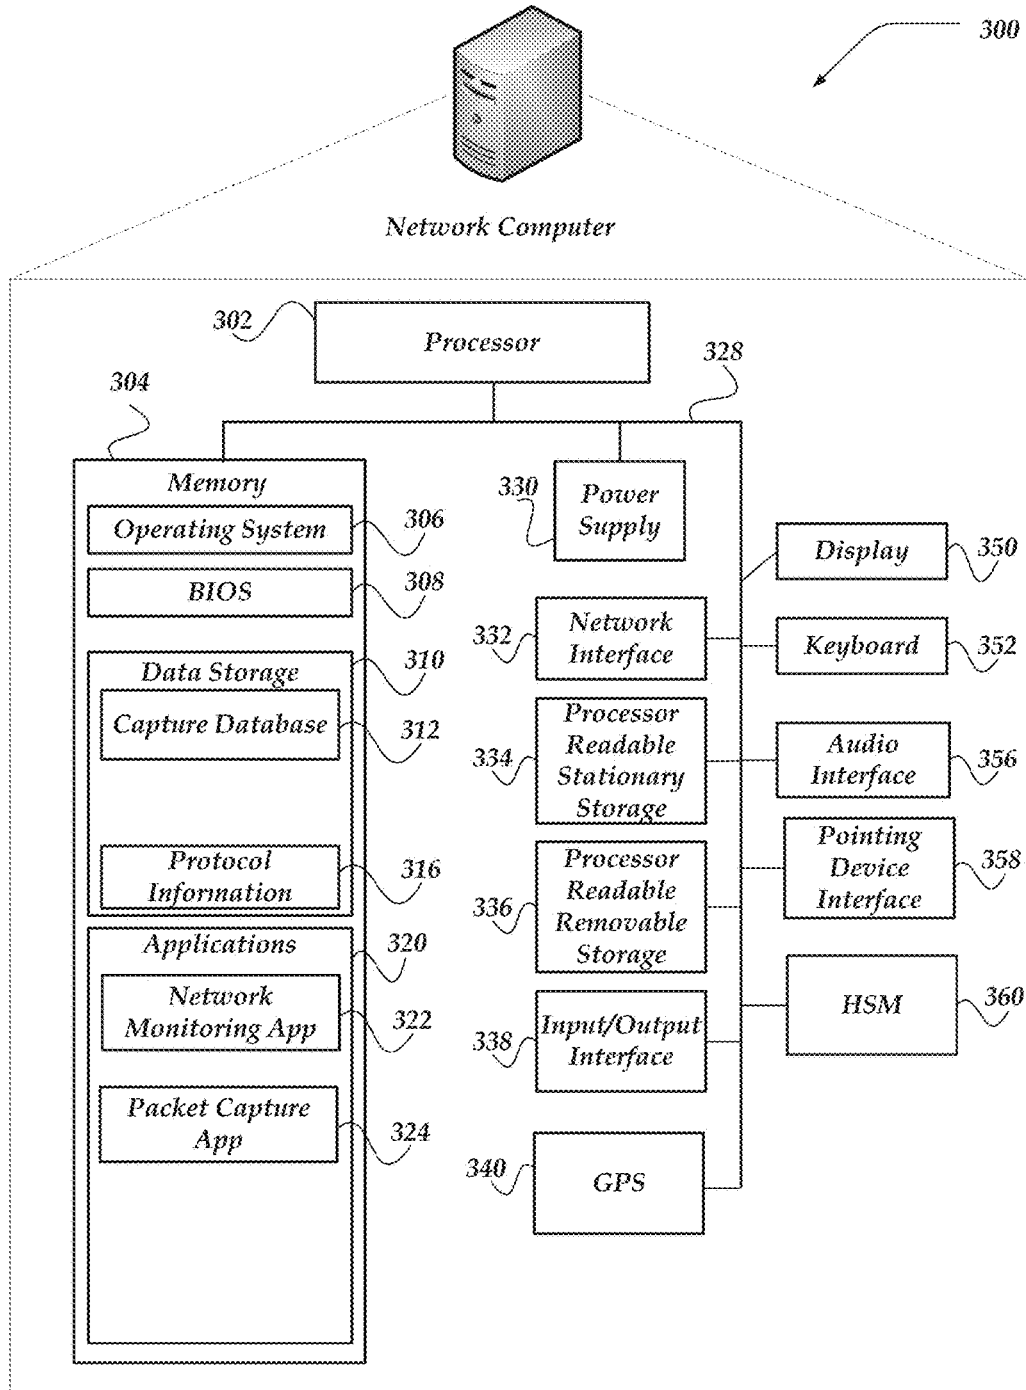 300
Network Computer
302
Processor
328
304
Memory
Operating System
306
BIOS
308
Data Storage
310
Capture Database
312
Protocol
Information
316
Applications
320
Network
Monitoring App
322
Packet Capture
App
324
330
Power
Supply
332
Network
Interface
334
Processor
Readable
Stationary
Storage
336
Processor
Readable
Removable
Storage
338
Input/Output
Interface
340
GPS
Display
350
Keyboard
352
Audio
Interface
356
Pointing
Device
Interface
358
HSM
360